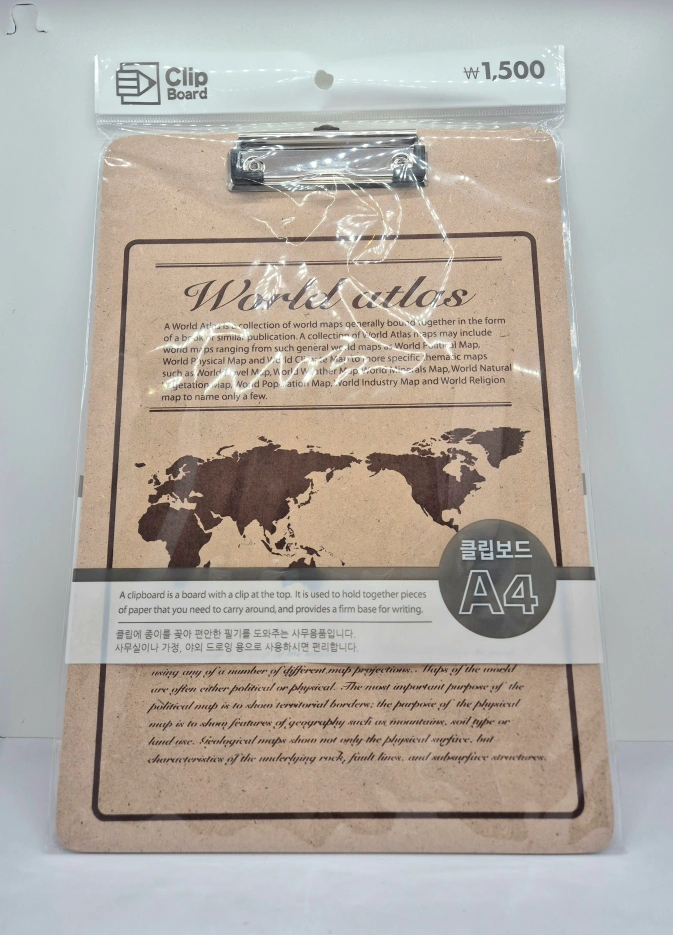 Clip
Board
₩1,500
World atlas
A World Atlas is a collection of world maps generally bound together in the form
of a book or similar publication. A collection of World Atlas maps may include
world maps ranging from such general world maps as World Political Map,
World Physical Map and World Climate Map to more specific thematic maps
such as World Travel Map, World Weather Map, World Minerals Map, World Natural
Vegetation Map, World Population Map, World Industry Map and World Religion
map to name only a few.
클립보드
A4
A clipboard is a board with a clip at the top. It is used to hold together pieces
of paper that you need to carry around, and provides a firm base for writing.
클립에 종이를 꽂아 편안한 필기를 도와주는 사무용품입니다.
사무실이나 가정, 야외 드로잉 용으로 사용하시면 편리합니다.
using any of a number of different map projections.. Maps of the world
are often either political or physical. The most important purpose of the
political map is to show territorial borders; the purpose of the physical
map is to show features of geography such as mountains, soil type or
land use. Geological maps show not only the physical surface, but
characteristics of the underlying rock, fault lines, and subsurface structures.